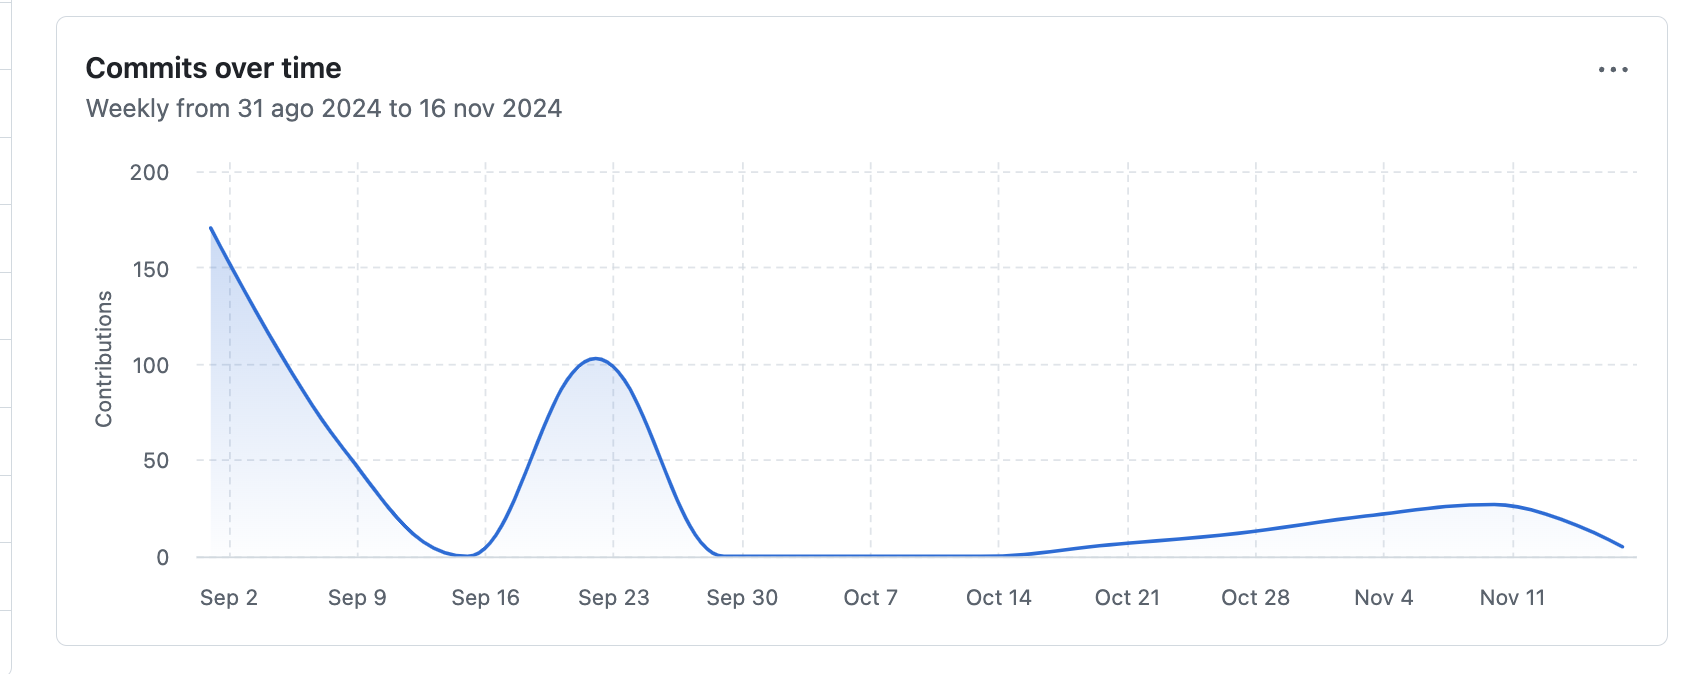 Commits over time
Weekly from 31 ago 2024 to 16 nov 2024
Contributions
200
150
100
50
0
Sep 2 Sep 9 Sep 16 Sep 23 Sep 30 Oct 7 Oct 14 Oct 21 Oct 28 Nov 4 Nov 11